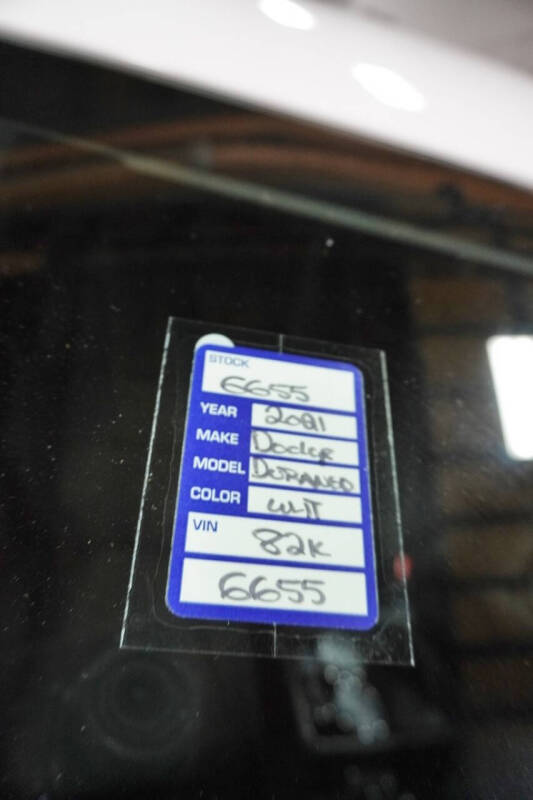 STOCK
6655
YEAR 2021
MAKE Dodge
MODEL DURANGO
COLOR WHT
VIN
82K
6655